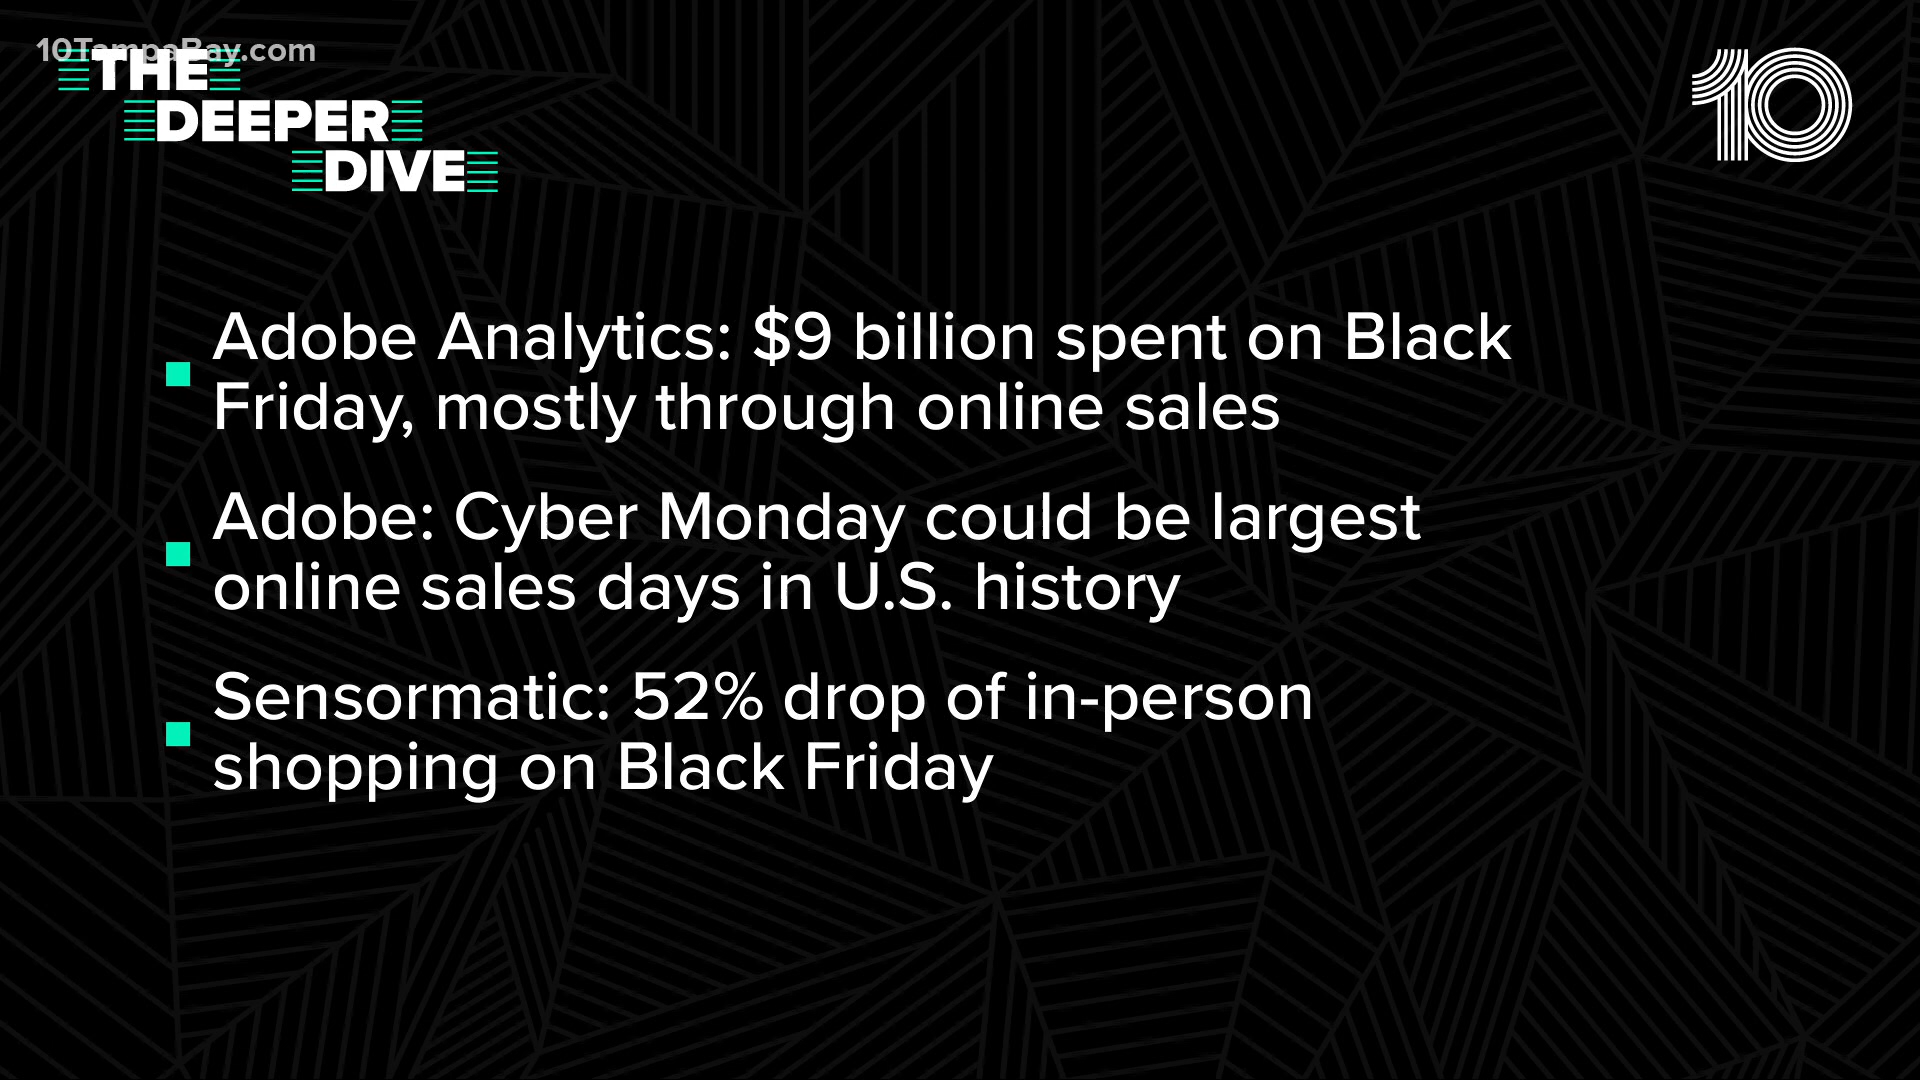 10TampaBay.com
THE
DEEPER
DIVE
10
Adobe Analytics: $9 billion spent on Black
Friday, mostly through online sales
Adobe: Cyber Monday could be largest
online sales days in U.S. history
Sensormatic: 52% drop of in-person
shopping on Black Friday